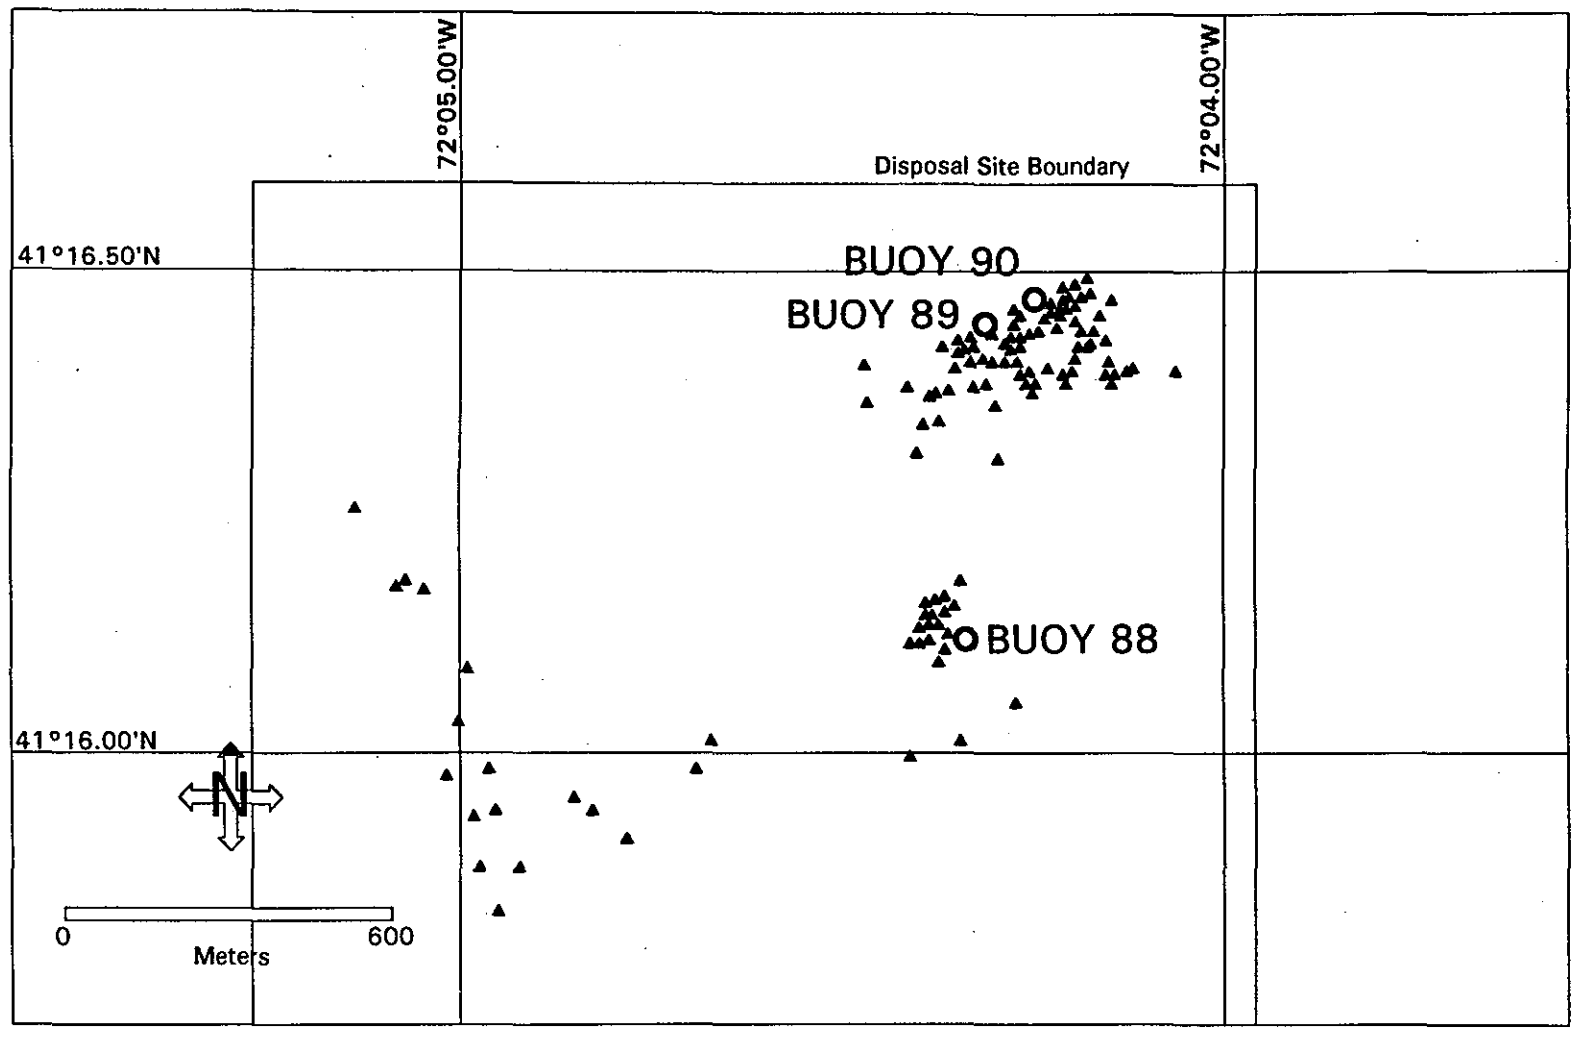 72°05.00'W
72°04.00'W
Disposal Site Boundary
41°16.50'N
BUOY 90
BUOY 89
BUOY 88
41°16.00'N
N
0
600
Meters